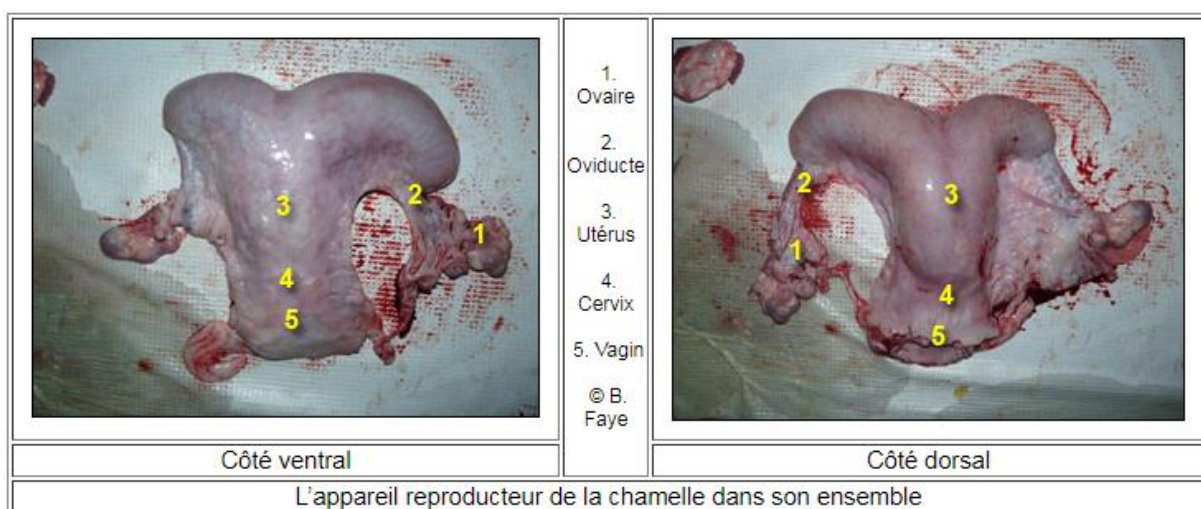 3
2
1
4
5
1.
Ovaire
2.
Oviducte
3.
Utérus
4.
Cervix
5. Vagin
© B.
Faye
2
3
1
4
5
Côté ventral
Côté dorsal
L'appareil reproducteur de la chamelle dans son ensemble